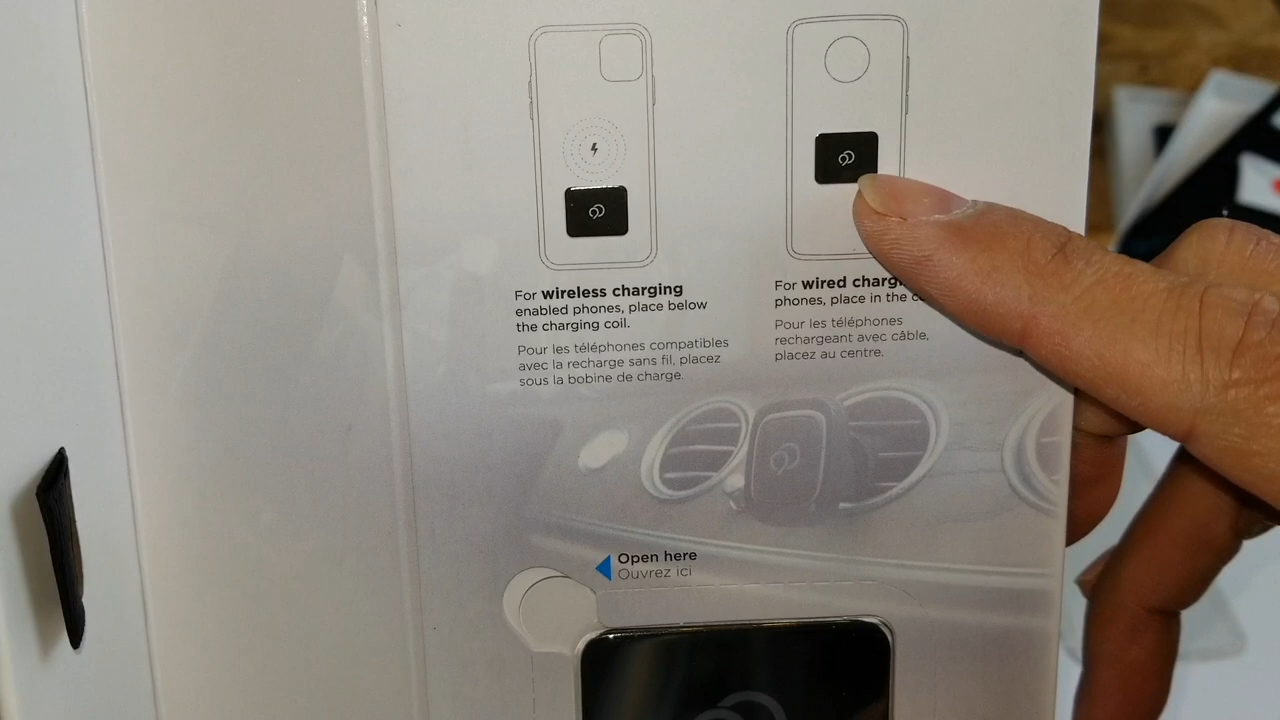 For wireless charging
enabled phones, place below
the charging coil.
Pour les téléphones compatibles
avec la recharge sans fil, placez
sous la bobine de charge.
For wired
phones, place in the
Pour les téléphones
rechargeant avec câble,
placez au centre.
Open here
Ouvrez ici